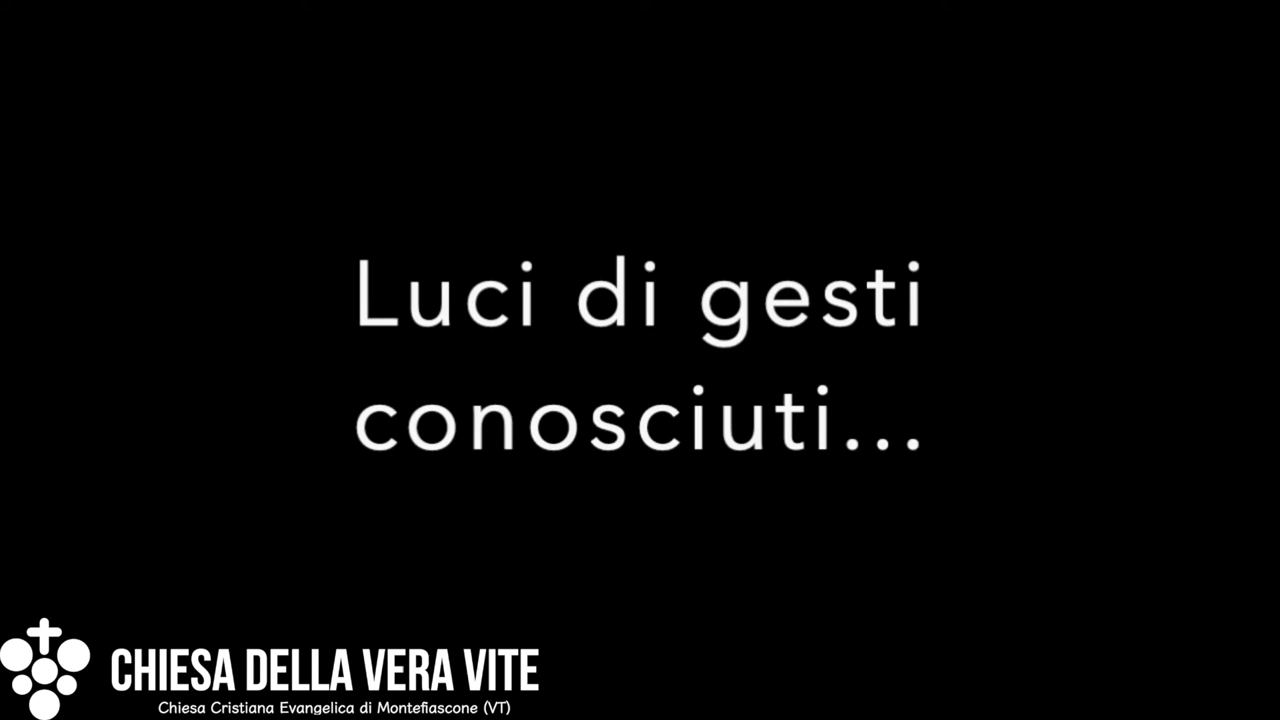 Luci di gesti
conosciuti...
CHIESA DELLA VERA VITE
Chiesa Cristiana Evangelica di Montefiascone (VT)